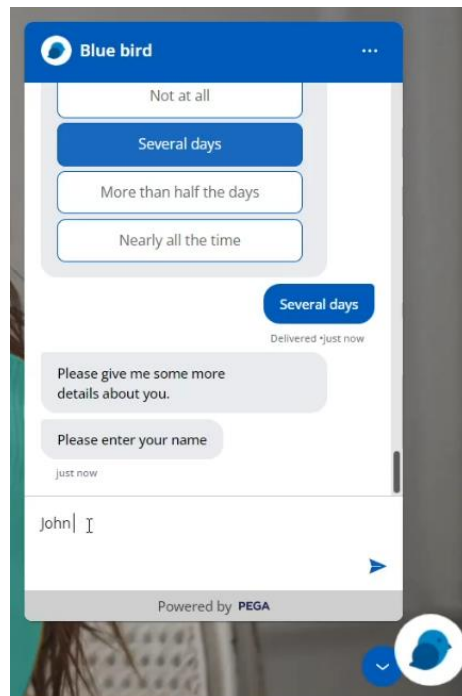 Blue bird
Not at all
Several days
More than half the days
Nearly all the time
Several days
Delivered •just now
Please give me some more
details about you.
Please enter your name
just now
John
Powered by PEGA